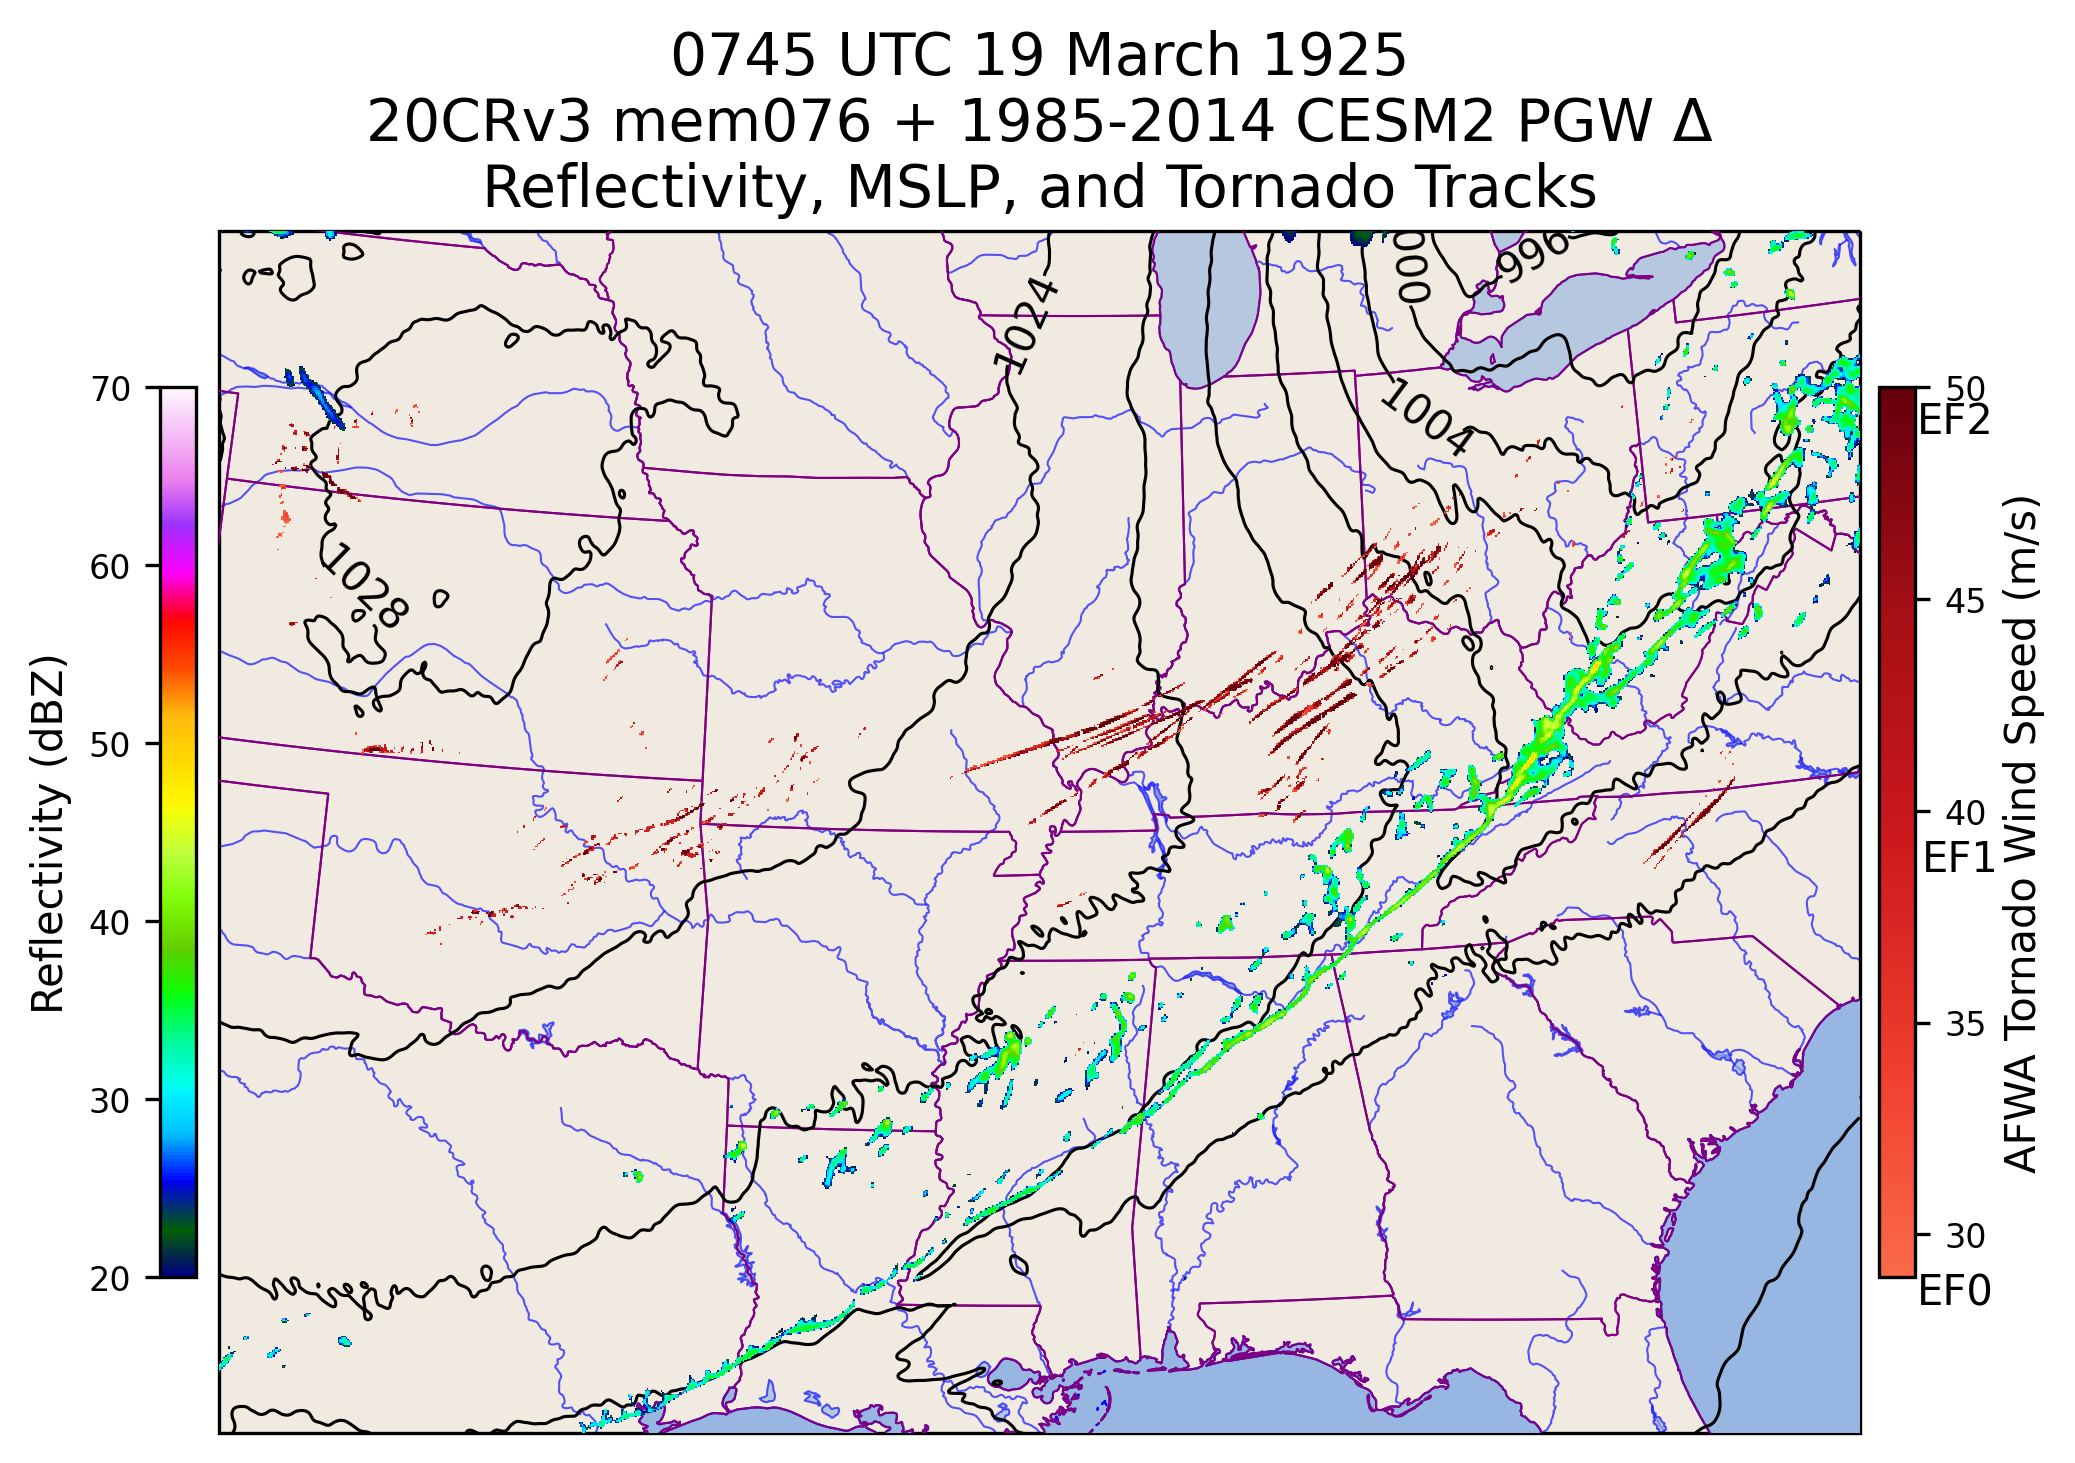 0745 UTC 19 March 1925
20CRv3 mem076 + 1985-2014 CESM2 PGW Δ
Reflectivity, MSLP, and Tornado Tracks
996
000
1024
1004
1028
70
60
50
40
30
20
Reflectivity (dBZ)
50
EF2
45
40
EF1
35
30
EF0
AFWA Tornado Wind Speed (m/s)